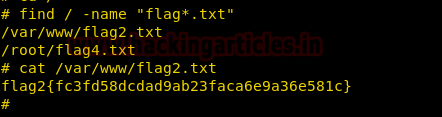 # find / -name "flag*.txt"
/var/www/flag2.txt
/root/flag4.txt
# cat /var/www/flag2.txt
flag2{fc3fd58dcdad9ab23faca6e9a36e581c}
#